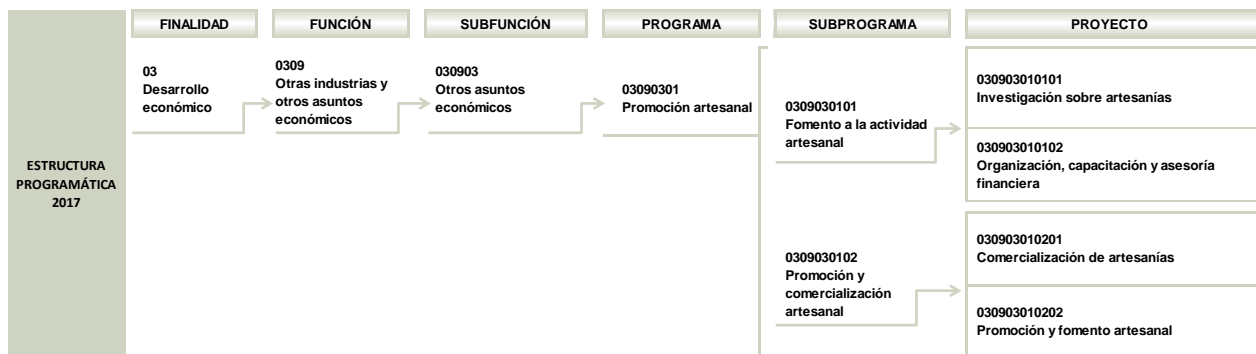 FINALIDAD
FUNCIÓN
SUBFUNCIÓN
PROGRAMA
SUBPROGRAMA
PROYECTO
ESTRUCTURA
PROGRAMÁTICA
2017
03
Desarrollo
económico
0309
Otras industrias y
otros asuntos
económicos
030903
Otros asuntos
económicos
03090301
Promoción artesanal
0309030101
Fomento a la actividad
artesanal
030903010101
Investigación sobre artesanías
030903010102
Organización, capacitación y asesoría
financiera
0309030102
Promoción y
comercialización
artesanal
030903010201
Comercialización de artesanías
030903010202
Promoción y fomento artesanal